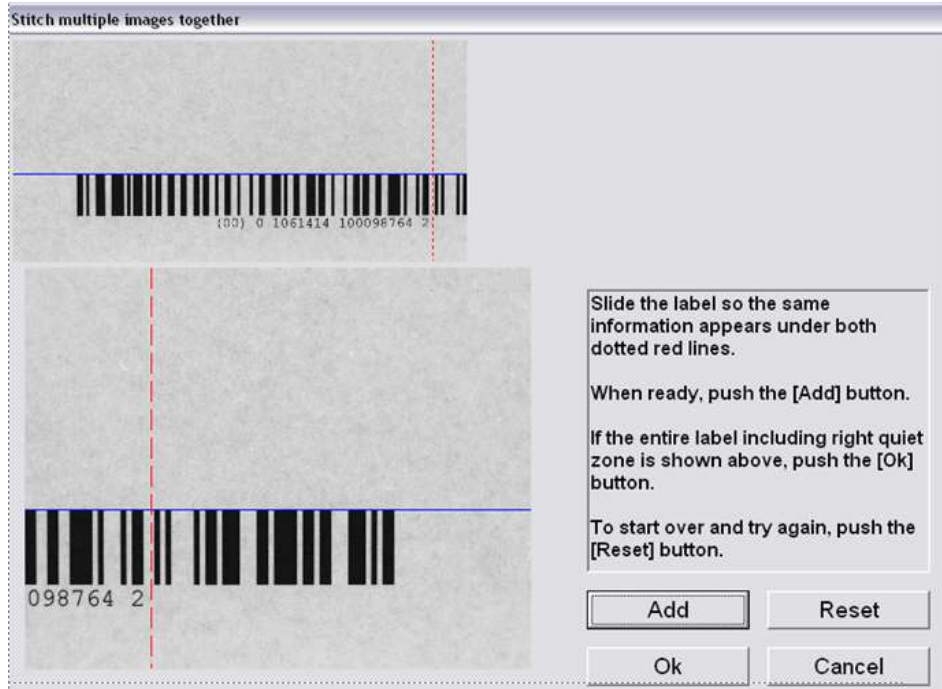 Stitch multiple images together
(00) 0 1061414 100098764 2
098764 2
Slide the label so the same
information appears under both
dotted red lines.
When ready, push the [Add] button.
If the entire label including right quiet
zone is shown above, push the [Ok]
button.
To start over and try again, push the
[Reset] button.
Add
Reset
Ok
Cancel